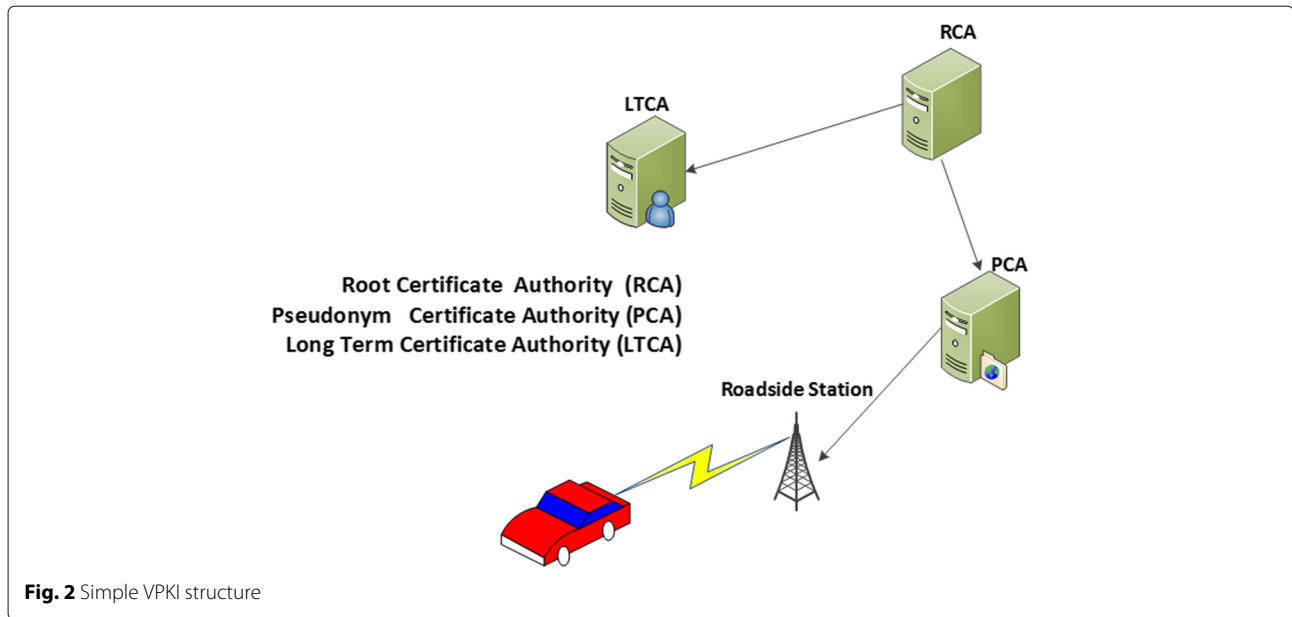 RCA
LTCA
PCA
Root Certificate Authority (RCA)
Pseudonym Certificate Authority (PCA)
Long Term Certificate Authority (LTCA)
Roadside Station
Fig. 2 Simple VPKI structure